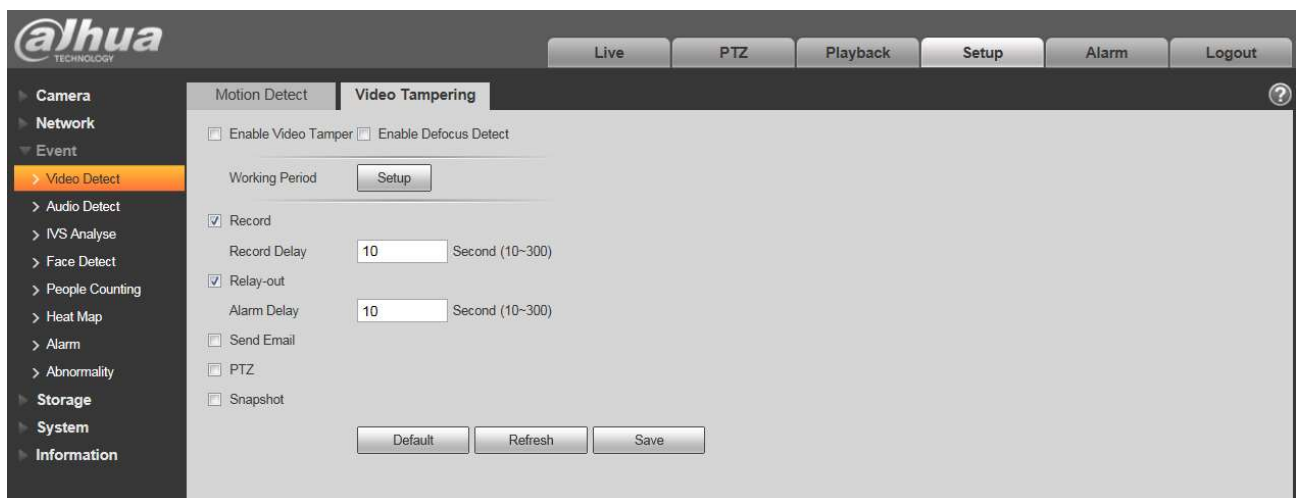 alhua
TECHNOLOGY
Live PTZ Playback Setup Alarm Logout
Camera
Network
Event
Video Detect
Audio Detect
IVS Analyse
Face Detect
People Counting
Heat Map
Alarm
Abnormality
Storage
System
Information
Motion Detect Video Tampering ?
Enable Video Tamper Enable Defocus Detect
Working Period Setup
Record
Record Delay 10 Second (10~300)
Relay-out
Alarm Delay 10 Second (10~300)
Send Email
PTZ
Snapshot
Default Refresh Save